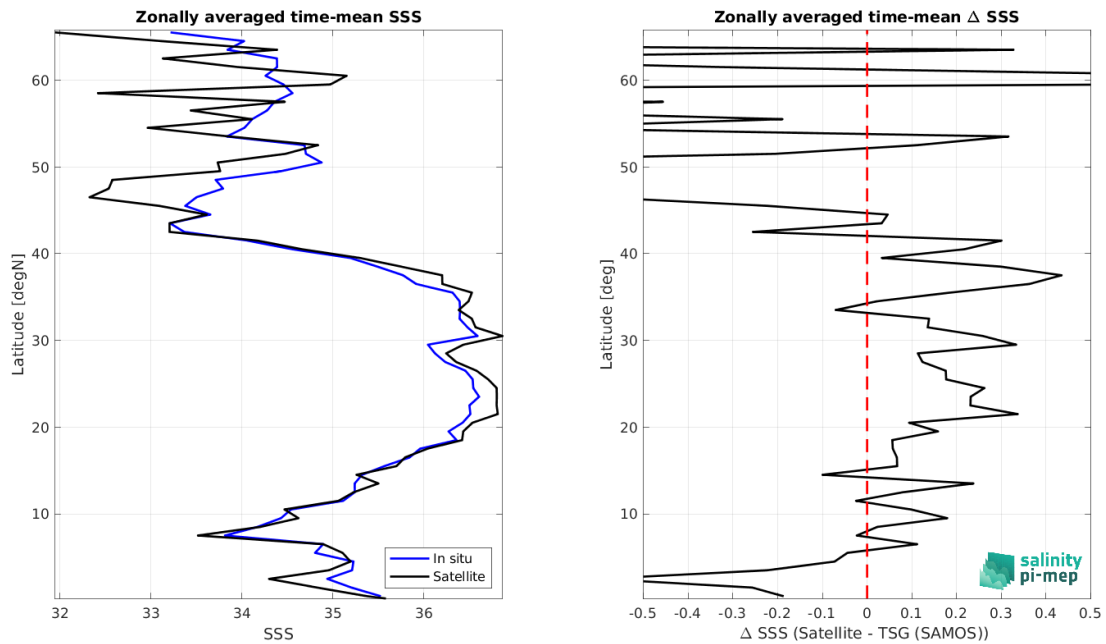 Zonally averaged time-mean SSS
Latitude [degN]
60
50
40
30
20
10
32 33 34 35 36
SSS
In situ
Satellite
Zonally averaged time-mean Δ SSS
Latitude [deg]
60
50
40
30
20
10
-0.5 -0.4 -0.3 -0.2 -0.1 0 0.1 0.2 0.3 0.4 0.5
Δ SSS (Satellite - TSG (SAMOS))
salinity
pi-mep